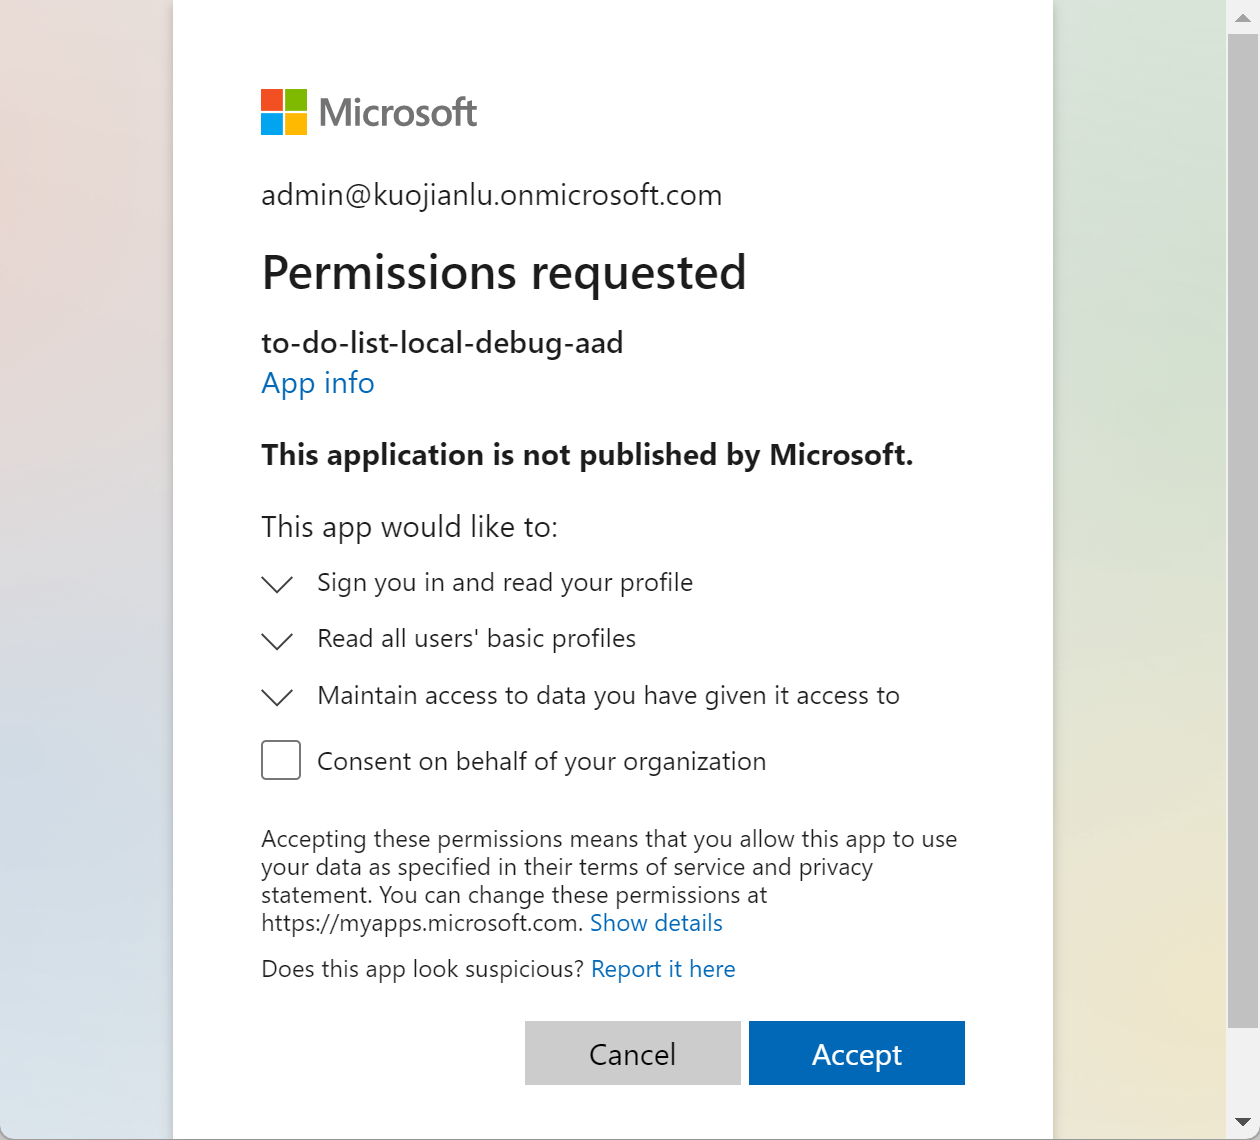 Microsoft
admin@kuojianlu.onmicrosoft.com
Permissions requested
to-do-list-local-debug-aad
App info
This application is not published by Microsoft.
This app would like to:
Sign you in and read your profile
Read all users' basic profiles
Maintain access to data you have given it access to
Consent on behalf of your organization
Accepting these permissions means that you allow this app to use
your data as specified in their terms of service and privacy
statement. You can change these permissions at
https://myapps.microsoft.com. Show details
Does this app look suspicious? Report it here
Cancel Accept